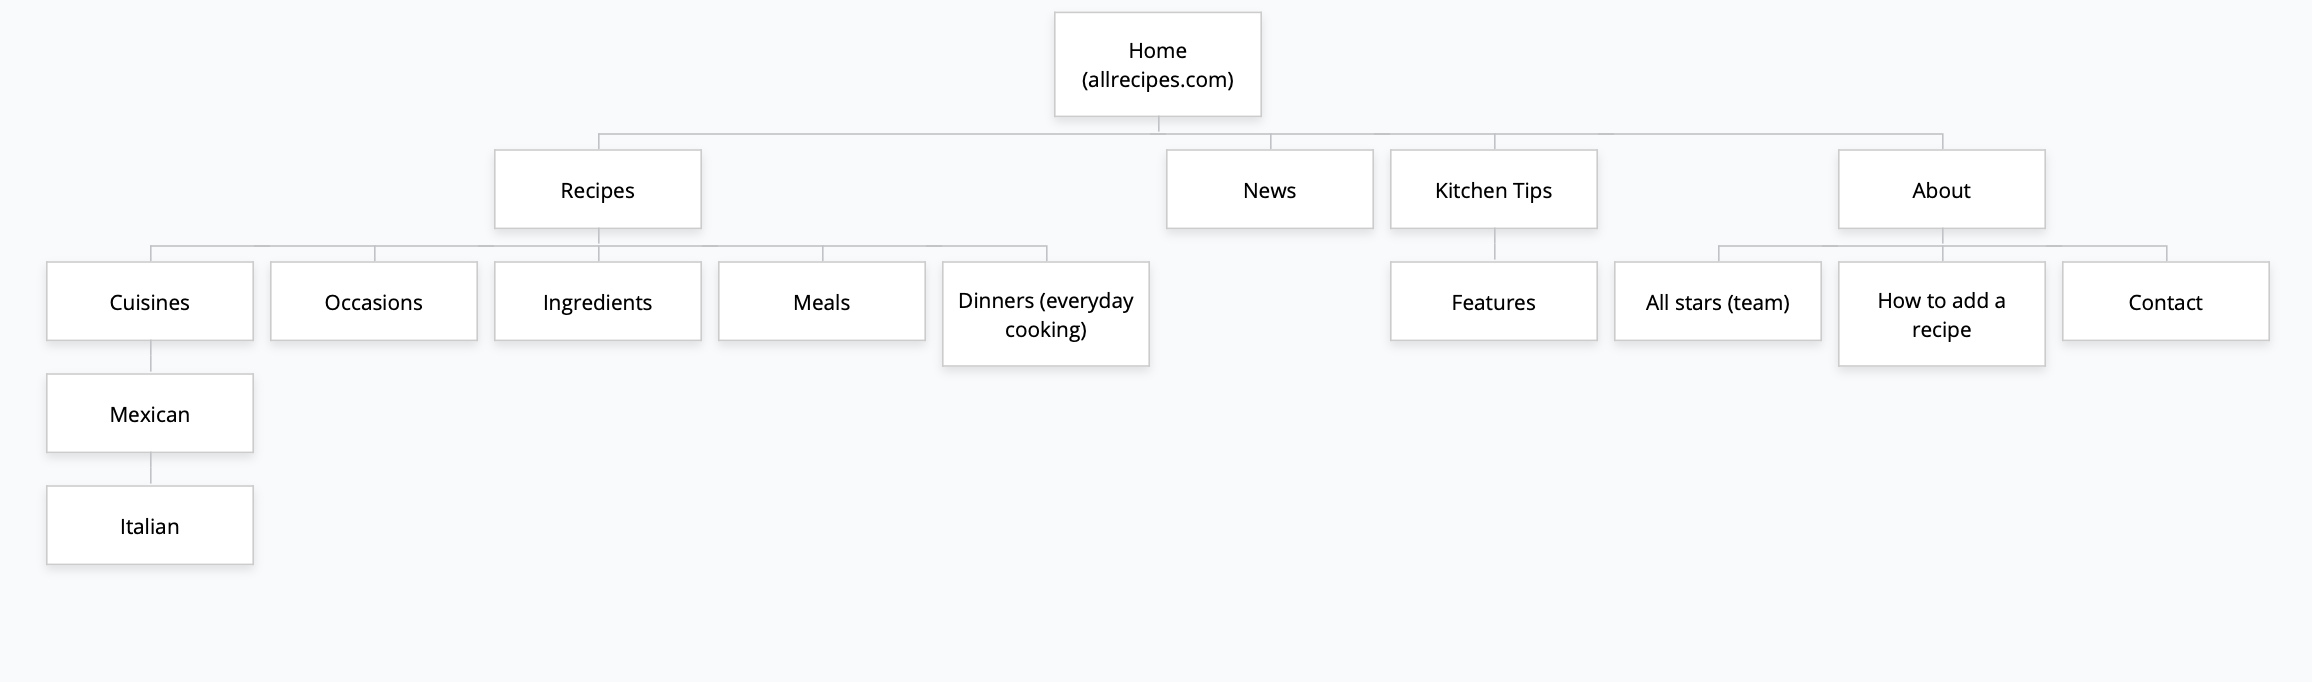 Home
(allrecipes.com)
Recipes
News
Kitchen Tips
About
Cuisines
Occasions
Ingredients
Meals
Dinners (everyday
cooking)
Features
All stars (team)
How to add a
recipe
Contact
Mexican
Italian